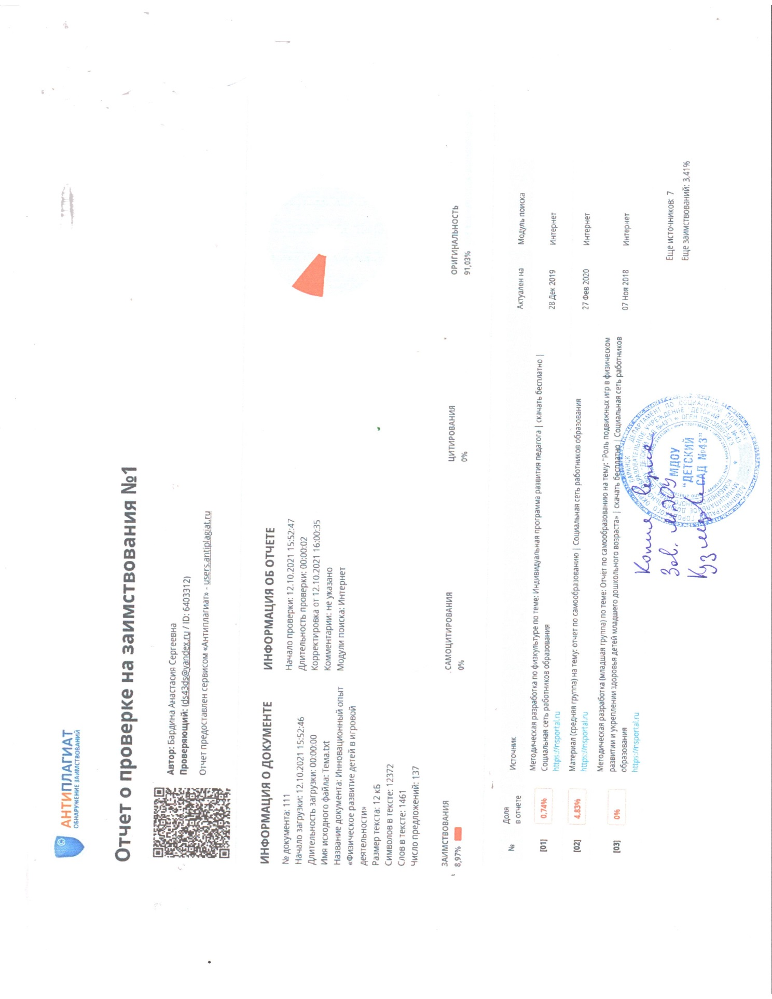 АНТИПЛАГИАТ
ОБНАРУЖЕНИЕ ЗАИМСТВОВАНИЙ
Отчет о проверке на заимствования №1
Автор: Бардина Анастасия Сергеевна
Проверяющий: (ds43ds@yandex.ru / ID: 6403312)
Отчет предоставлен сервисом «Антиплагиат» - users.antiplagiat.ru
ИНФОРМАЦИЯ О ДОКУМЕНТЕ
№ документа: 111
Начало загрузки: 12.10.2021 15:52:46
Длительность загрузки: 00:00:00
Имя исходного файла: Тема.txt
Название документа: Инновационный опыт
«Физическое развитие детей в игровой
деятельности»
Размер текста: 12 кБ
Символов в тексте: 12372
Слов в тексте: 1461
Число предложений: 137
ИНФОРМАЦИЯ ОБ ОТЧЕТЕ
Начало проверки: 12.10.2021 15:52:47
Длительность проверки: 00:00:02
Корректировка от 12.10.2021 16:00:35
Комментарии: не указано
Модули поиска: Интернет
ЗАИМСТВОВАНИЯ
8,97%
САМОЦИТИРОВАНИЯ
0%
ЦИТИРОВАНИЯ
0%
ОРИГИНАЛЬНОСТЬ
91,03%
№ Доля в отчете Источник Актуален на Модуль поиска
[01] 0,74% Методическая разработка по физкультуре по теме: Индивидуальная программа развития педагога | скачать бесплатно |
Социальная сеть работников образования 28 Дек 2019 Интернет
https://nsportal.ru
[02] 4,83% Материал (средняя группа) на тему: отчет по самообразованию | Социальная сеть работников образования 27 Фев 2020 Интернет
https://nsportal.ru
[03] 0% Методическая разработка (младшая группа) по теме: Отчёт по самообразованию на тему: "Роль подвижных игр в физическом
развитии и укреплении здоровья детей младшего дошкольного возраста» | скачать бесплатно | Социальная сеть работников
образования 07 Ноя 2018 Интернет
https://nsportal.ru
Еще источников: 7
Еще заимствований: 3,41%
Копия верна
Зав. МДОУ
МДОУ
"ДЕТСКИЙ
САД №43"
ДЕПАРТАМЕНТ ПО СОЦИАЛЬНОЙ ПОЛИТИКЕ